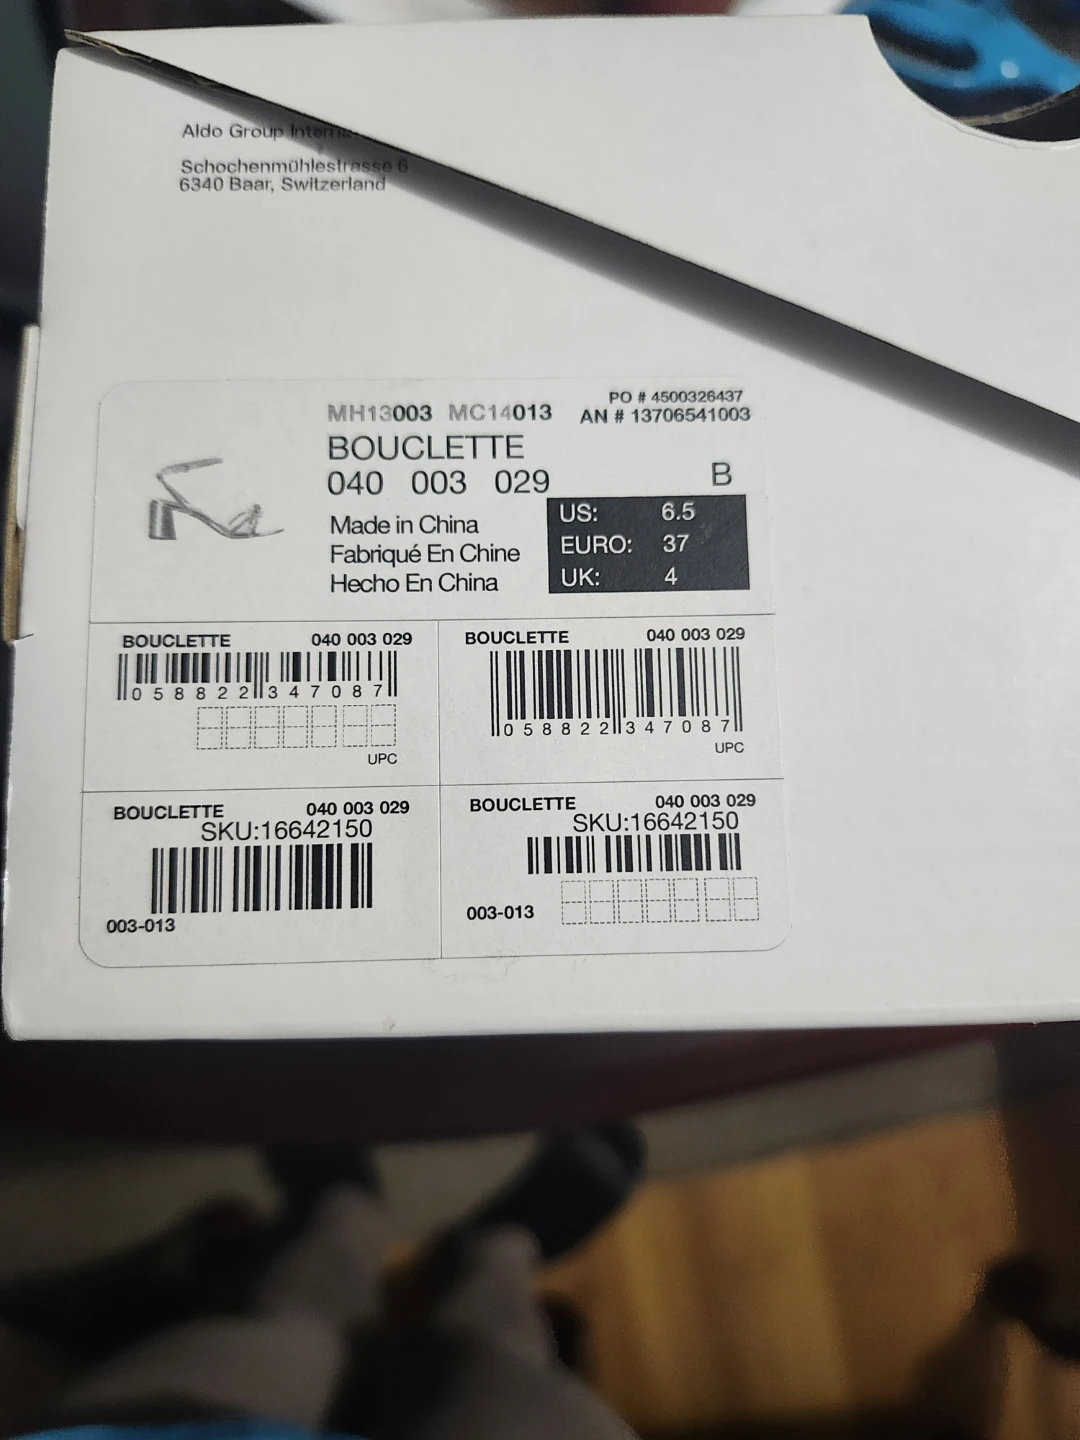 Aldo Group
Schochenmühlestrasse 6
6340 Baar, Switzerland
PO # 4500326437
MH13003 MC14013 AN # 13706541003
BOUCLETTE
040 003 029 B
Made in China
Fabriqué En Chine
Hecho En China
US: 6.5
EURO: 37
UK: 4
BOUCLETTE 040 003 029
0 58822 34708 7
UPC
BOUCLETTE 040 003 029
0 58822 34708 7
UPC
BOUCLETTE 040 003 029
SKU:16642150
003-013
BOUCLETTE 040 003 029
SKU:16642150
003-013